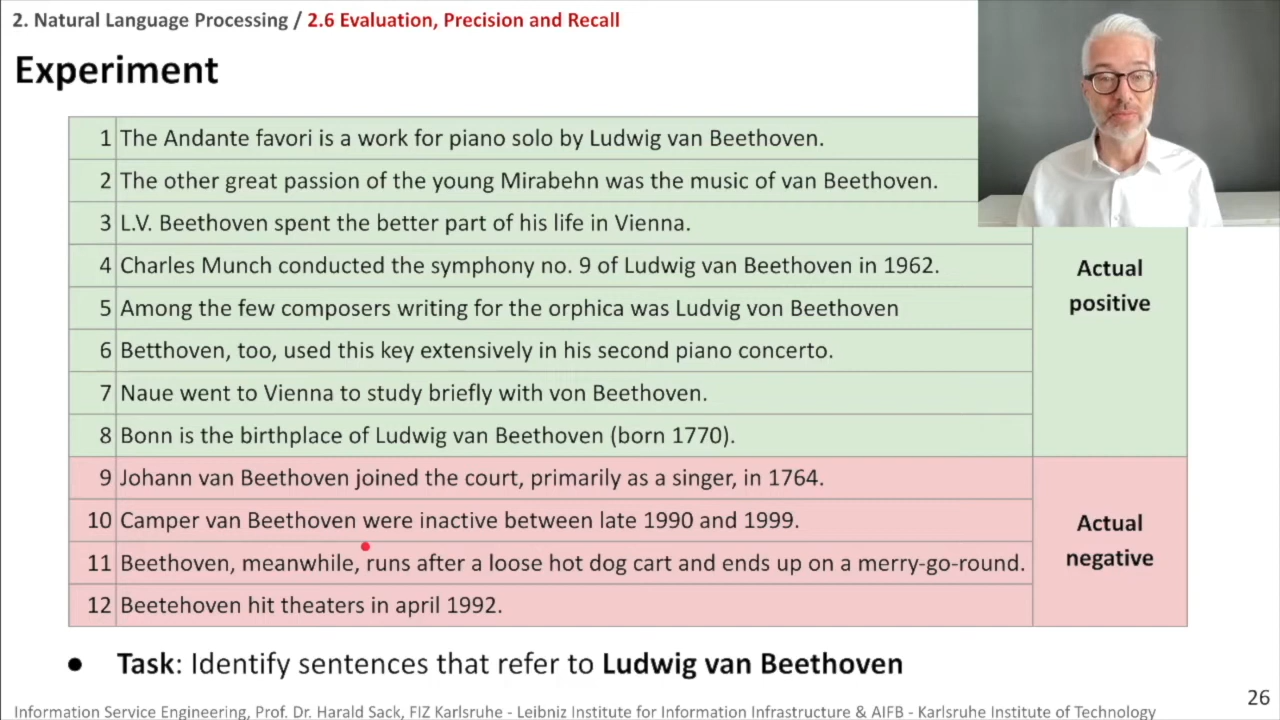 2. Natural Language Processing / 2.6 Evaluation, Precision and Recall
Experiment
1 The Andante favori is a work for piano solo by Ludwig van Beethoven.
2 The other great passion of the young Mirabehn was the music of van Beethoven.
3 L.V. Beethoven spent the better part of his life in Vienna.
4 Charles Munch conducted the symphony no. 9 of Ludwig van Beethoven in 1962.
5 Among the few composers writing for the orphica was Ludvig von Beethoven
6 Betthoven, too, used this key extensively in his second piano concerto.
7 Naue went to Vienna to study briefly with von Beethoven.
8 Bonn is the birthplace of Ludwig van Beethoven (born 1770).
Actual
positive
9 Johann van Beethoven joined the court, primarily as a singer, in 1764.
10 Camper van Beethoven were inactive between late 1990 and 1999.
11 Beethoven, meanwhile, runs after a loose hot dog cart and ends up on a merry-go-round.
12 Beetehoven hit theaters in april 1992.
Actual
negative
● Task: Identify sentences that refer to Ludwig van Beethoven
26
Information Service Engineering, Prof. Dr. Harald Sack, FIZ Karlsruhe - Leibniz Institute for Information Infrastructure & AIFB - Karlsruhe Institute of Technology